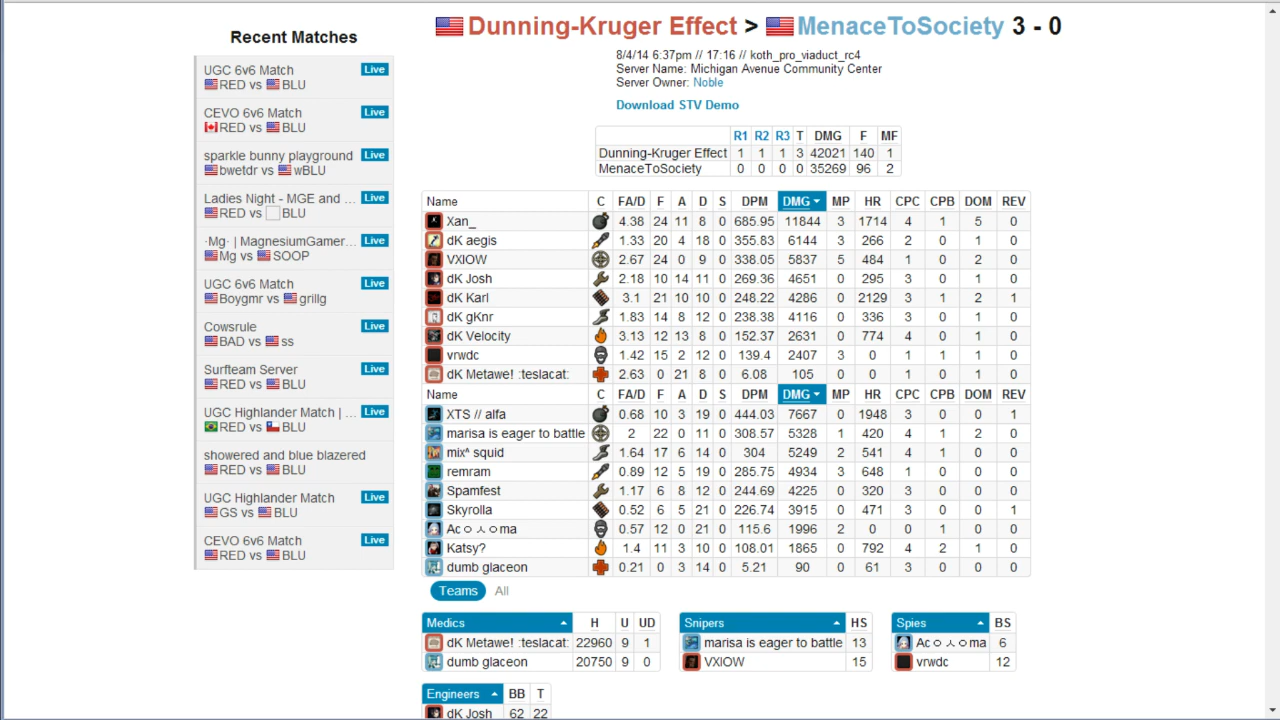 Dunning-Kruger Effect > MenaceToSociety 3 - 0
Recent Matches
UGC 6v6 Match Live
RED vs BLU
CEVO 6v6 Match Live
RED vs BLU
sparkle bunny playground Live
bwetdr vs wBLU
Ladies Night - MGE and ... Live
RED vs BLU
·Mg· | MagnesiumGamer... Live
Mg vs SOOP
UGC 6v6 Match Live
Boygmr vs grillg
Cowsrule Live
BAD vs ss
Surfteam Server Live
RED vs BLU
UGC Highlander Match | ... Live
RED vs BLU
showered and blue blazered
RED vs BLU
UGC Highlander Match Live
GS vs BLU
CEVO 6v6 Match Live
RED vs BLU
8/4/14 6:37pm // 17:16 // koth_pro_viaduct_rc4
Server Name: Michigan Avenue Community Center
Server Owner: Noble
Download STV Demo
R1 R2 R3 T DMG F MF
Dunning-Kruger Effect 1 1 1 3 42021 140 1
MenaceToSociety 0 0 0 0 35269 96 2
Name C FA/D F A D S DPM DMG MP HR CPC CPB DOM REV
Xan_ 4.38 24 11 8 0 685.95 11844 3 1714 4 1 5 0
dK aegis 1.33 20 4 18 0 355.83 6144 3 266 2 0 1 0
VXIOW 2.67 24 0 9 0 338.05 5837 5 484 1 0 2 0
dK Josh 2.18 10 14 11 0 269.36 4651 0 295 3 0 1 0
dK Karl 3.1 21 10 10 0 248.22 4286 0 2129 3 1 2 1
dK gKnr 1.83 14 8 12 0 238.38 4116 0 336 3 0 1 0
dK Velocity 3.13 12 13 8 0 152.37 2631 0 774 4 0 1 0
vrwdc 1.42 15 2 12 0 139.4 2407 3 0 1 1 1 0
dK Metawe! :teslacat: 2.63 0 21 8 0 6.08 105 0 0 1 0 1 0
Name C FA/D F A D S DPM DMG MP HR CPC CPB DOM REV
XTS // alfa 0.68 10 3 19 0 444.03 7667 0 1948 3 0 0 1
marisa is eager to battle 2 22 0 11 0 308.57 5328 1 420 4 1 2 0
mix^ squid 1.64 17 6 14 0 304 5249 2 541 4 1 0 0
remram 0.89 12 5 19 0 285.75 4934 3 648 1 0 0 0
Spamfest 1.17 6 8 12 0 244.69 4225 0 320 3 0 0 0
Skyrolla 0.52 6 5 21 0 226.74 3915 0 471 3 0 0 1
Acㅇㅅㅇma 0.57 12 0 21 0 115.6 1996 2 0 0 1 0 0
Katsy? 1.4 11 3 10 0 108.01 1865 0 792 4 2 1 0
dumb glaceon 0.21 0 3 14 0 5.21 90 0 61 3 0 0 0
Teams All
Medics H U UD
dK Metawe! :teslacat: 22960 9 1
dumb glaceon 20750 9 0
Snipers HS
marisa is eager to battle 13
VXIOW 15
Spies BS
Acㅇㅅㅇma 6
vrwdc 12
Engineers BB T
dK Josh 62 22